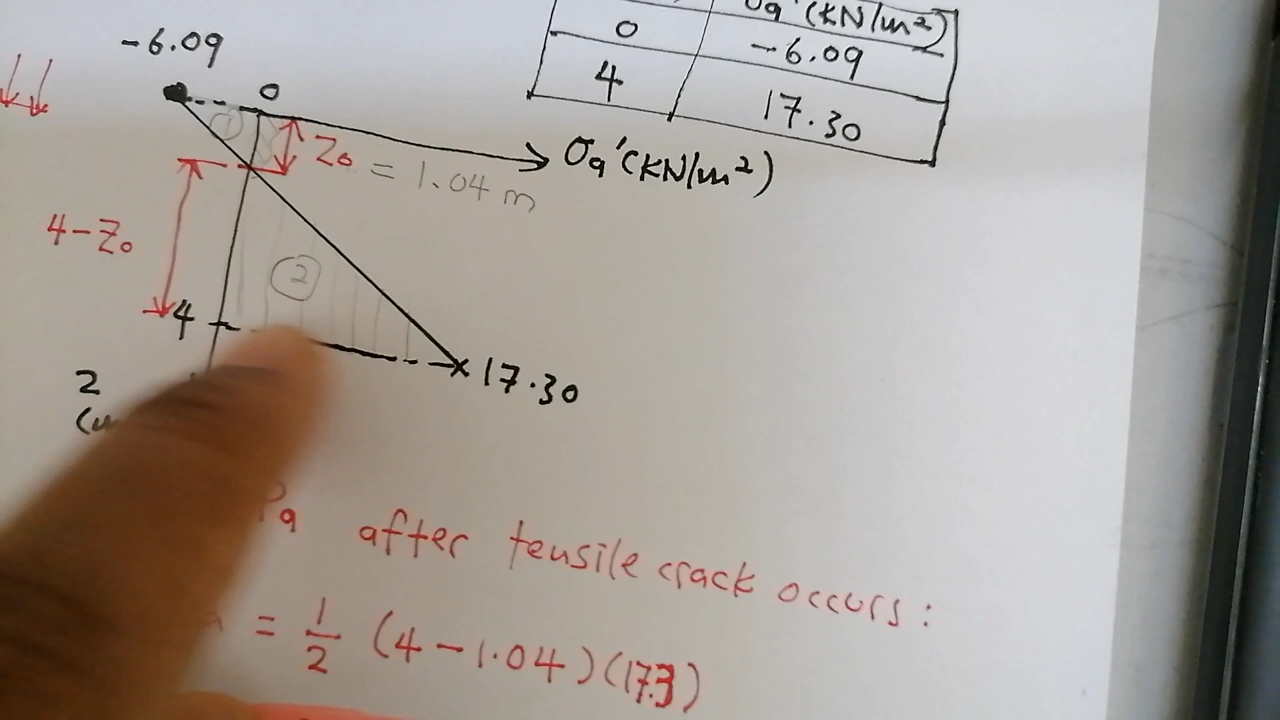 σa' (KN/m²)
0 -6.09
4 17.30
-6.09
0
①
Z₀ = 1.04 m
σa' (KN/m²)
4-Z₀
②
4
17.30
Z
Pa after tensile crack occurs:
= 1/2 (4-1.04)(17.3)